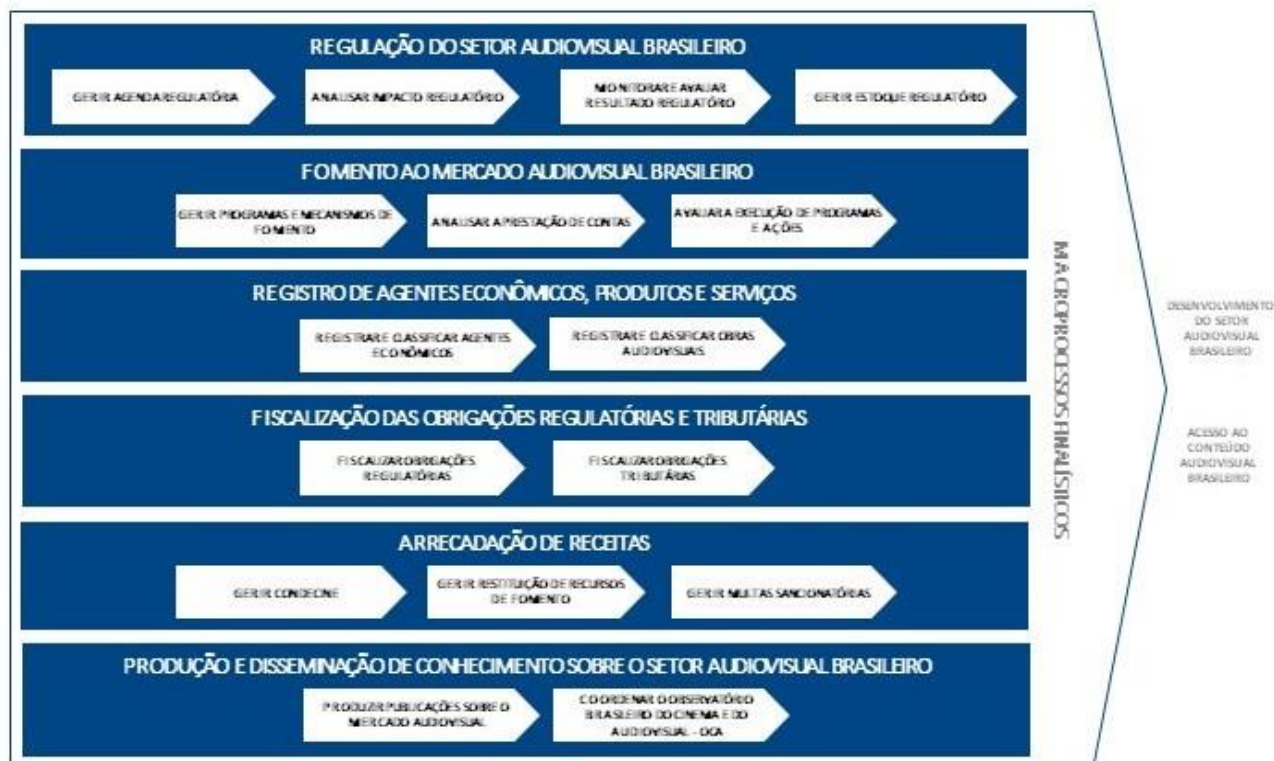 REGULAÇÃO DO SETOR AUDIOVISUAL BRASILEIRO
GERIR AGENDA REGULATÓRIA
ANALISAR IMPACTO REGULATÓRIO
MONITORAR E AVALIAR
RESULTADO REGULATÓRIO
GERIR ESTOQUE REGULATÓRIO
FOMENTO AO MERCADO AUDIOVISUAL BRASILEIRO
GERIR PROGRAMAS E MECANISMOS DE
FOMENTO
ANALISAR A PRESTAÇÃO DE CONTAS
AVALIAR A EXECUÇÃO DE PROGRAMAS
E AÇÕES
REGISTRO DE AGENTES ECONÔMICOS, PRODUTOS E SERVIÇOS
REGISTRAR E CLASSIFICAR AGENTES
ECONÔMICOS
REGISTRAR E CLASSIFICAR OBRAS
AUDIOVISUAIS
FISCALIZAÇÃO DAS OBRIGAÇÕES REGULATÓRIAS E TRIBUTÁRIAS
FISCALIZAR OBRIGAÇÕES
REGULATÓRIAS
FISCALIZAR OBRIGAÇÕES
TRIBUTÁRIAS
ARRECADAÇÃO DE RECEITAS
GERIR CONDECINE
GERIR RESTITUIÇÃO DE RECURSOS
DE FOMENTO
GERIR MULTAS SANCIONATÓRIAS
PRODUÇÃO E DISSEMINAÇÃO DE CONHECIMENTO SOBRE O SETOR AUDIOVISUAL BRASILEIRO
PRODUZIR PUBLICAÇÕES SOBRE O
MERCADO AUDIOVISUAL
COORDENAR O OBSERVATÓRIO
BRASILEIRO DO CINEMA E DO
AUDIOVISUAL - OCA
MACROPROCESSOS FINALÍSTICOS
DESENVOLVIMENTO
DO SETOR
AUDIOVISUAL
BRASILEIRO
ACESSO AO
CONTEÚDO
AUDIOVISUAL
BRASILEIRO